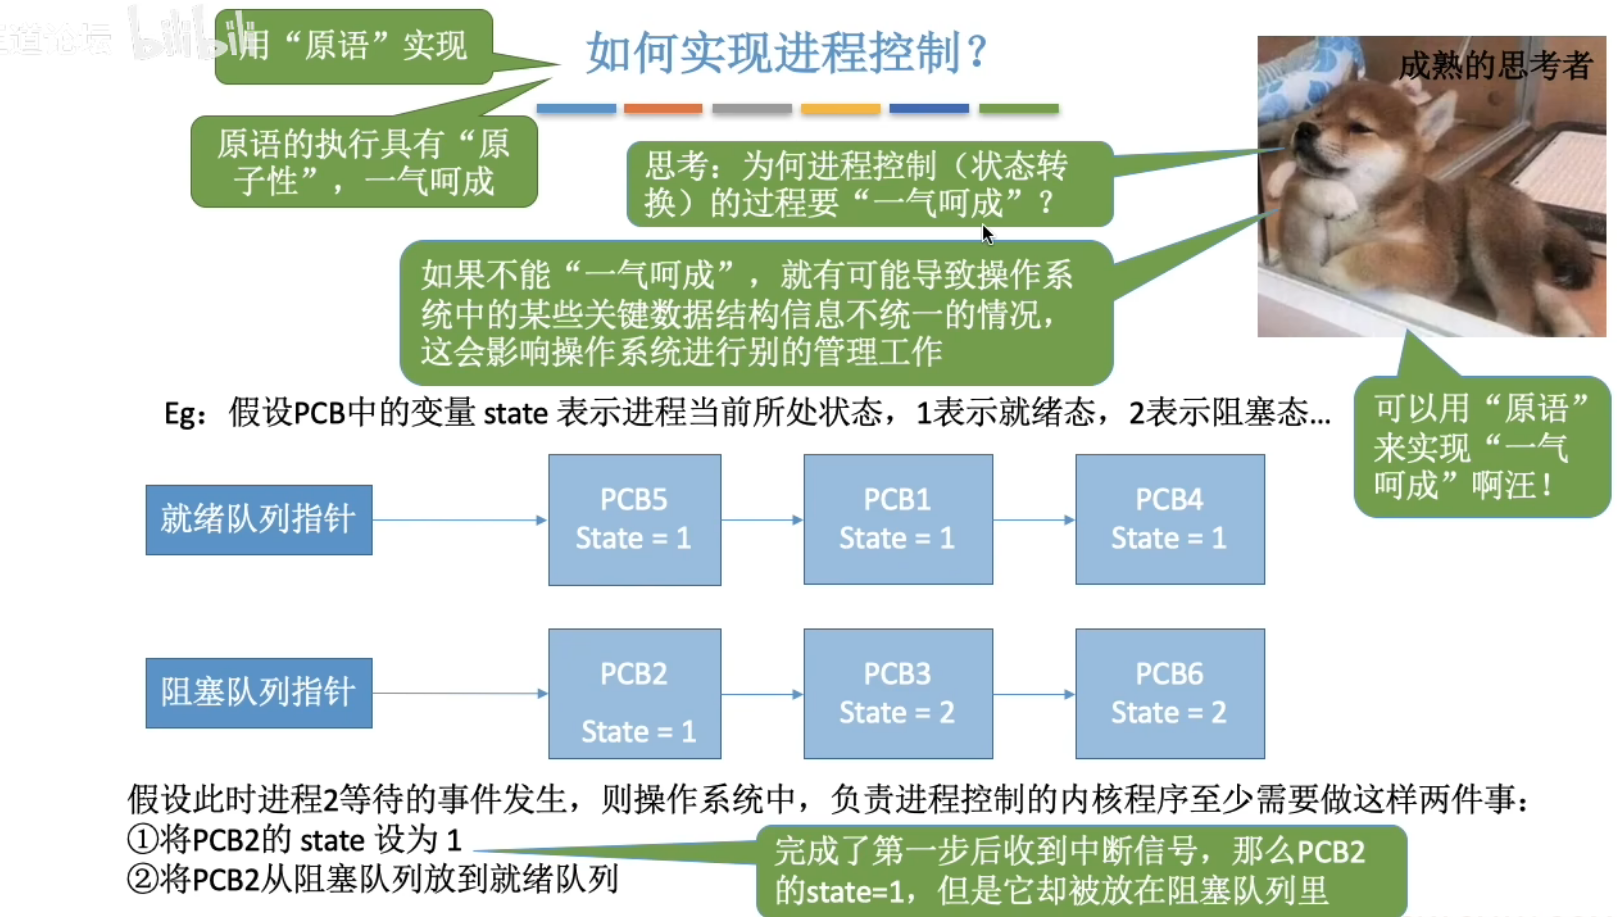 道论坛 bilibili
用“原语”实现
如何实现进程控制？
成熟的思考者
原语的执行具有“原
子性”，一气呵成
思考：为何进程控制（状态转
换）的过程要“一气呵成”？
如果不能“一气呵成”，就有可能导致操作系
统中的某些关键数据结构信息不统一的情况，
这会影响操作系统进行别的管理工作
可以用“原语”
来实现“一气
呵成”啊汪！
Eg：假设PCB中的变量 state 表示进程当前所处状态，1表示就绪态，2表示阻塞态...
就绪队列指针
PCB5
State = 1
PCB1
State = 1
PCB4
State = 1
阻塞队列指针
PCB2
State = 1
PCB3
State = 2
PCB6
State = 2
假设此时进程2等待的事件发生，则操作系统中，负责进程控制的内核程序至少需要做这样两件事：
①将PCB2的 state 设为 1
②将PCB2从阻塞队列放到就绪队列
完成了第一步后收到中断信号，那么PCB2
的state=1，但是它却被放在阻塞队列里